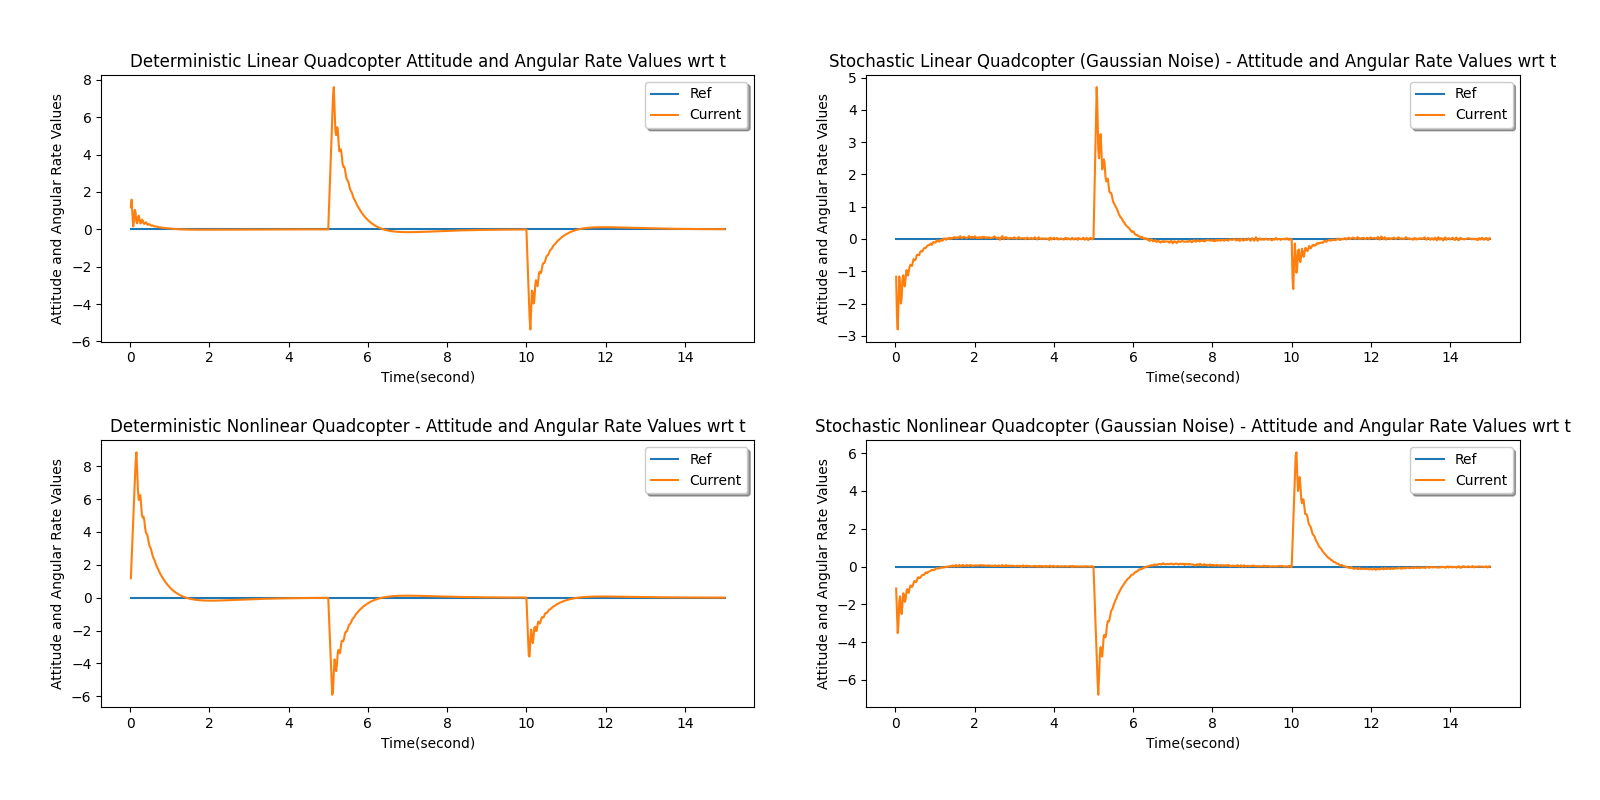 Deterministic Linear Quadcopter Attitude and Angular Rate Values wrt t
Attitude and Angular Rate Values
8
6
4
2
0
−2
−4
−6
0 2 4 6 8 10 12 14
Time(second)
Ref
Current
Stochastic Linear Quadcopter (Gaussian Noise) - Attitude and Angular Rate Values wrt t
Attitude and Angular Rate Values
5
4
3
2
1
0
−1
−2
−3
0 2 4 6 8 10 12 14
Time(second)
Ref
Current
Deterministic Nonlinear Quadcopter - Attitude and Angular Rate Values wrt t
Attitude and Angular Rate Values
8
6
4
2
0
−2
−4
−6
0 2 4 6 8 10 12 14
Time(second)
Ref
Current
Stochastic Nonlinear Quadcopter (Gaussian Noise) - Attitude and Angular Rate Values wrt t
Attitude and Angular Rate Values
6
4
2
0
−2
−4
−6
0 2 4 6 8 10 12 14
Time(second)
Ref
Current